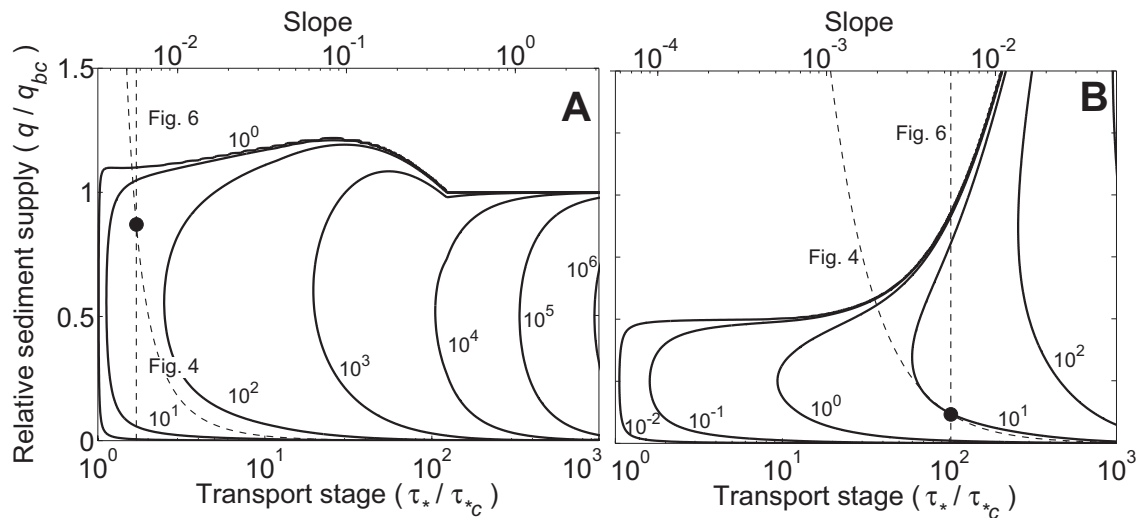 Slope
Slope
10^-2
10^-1
10^0
10^-4
10^-3
10^-2
A
B
Relative sediment supply ( q / q_bc )
1.5
1
0.5
0
Fig. 6
10^0
Fig. 4
10^1
10^2
10^3
10^4
10^5
10^6
Fig. 6
Fig. 4
10^-2
10^-1
10^0
10^1
10^2
10^0
10^1
10^2
10^3
10^0
10^1
10^2
10^3
Transport stage ( τ_* / τ_*c )
Transport stage ( τ_* / τ_*c )